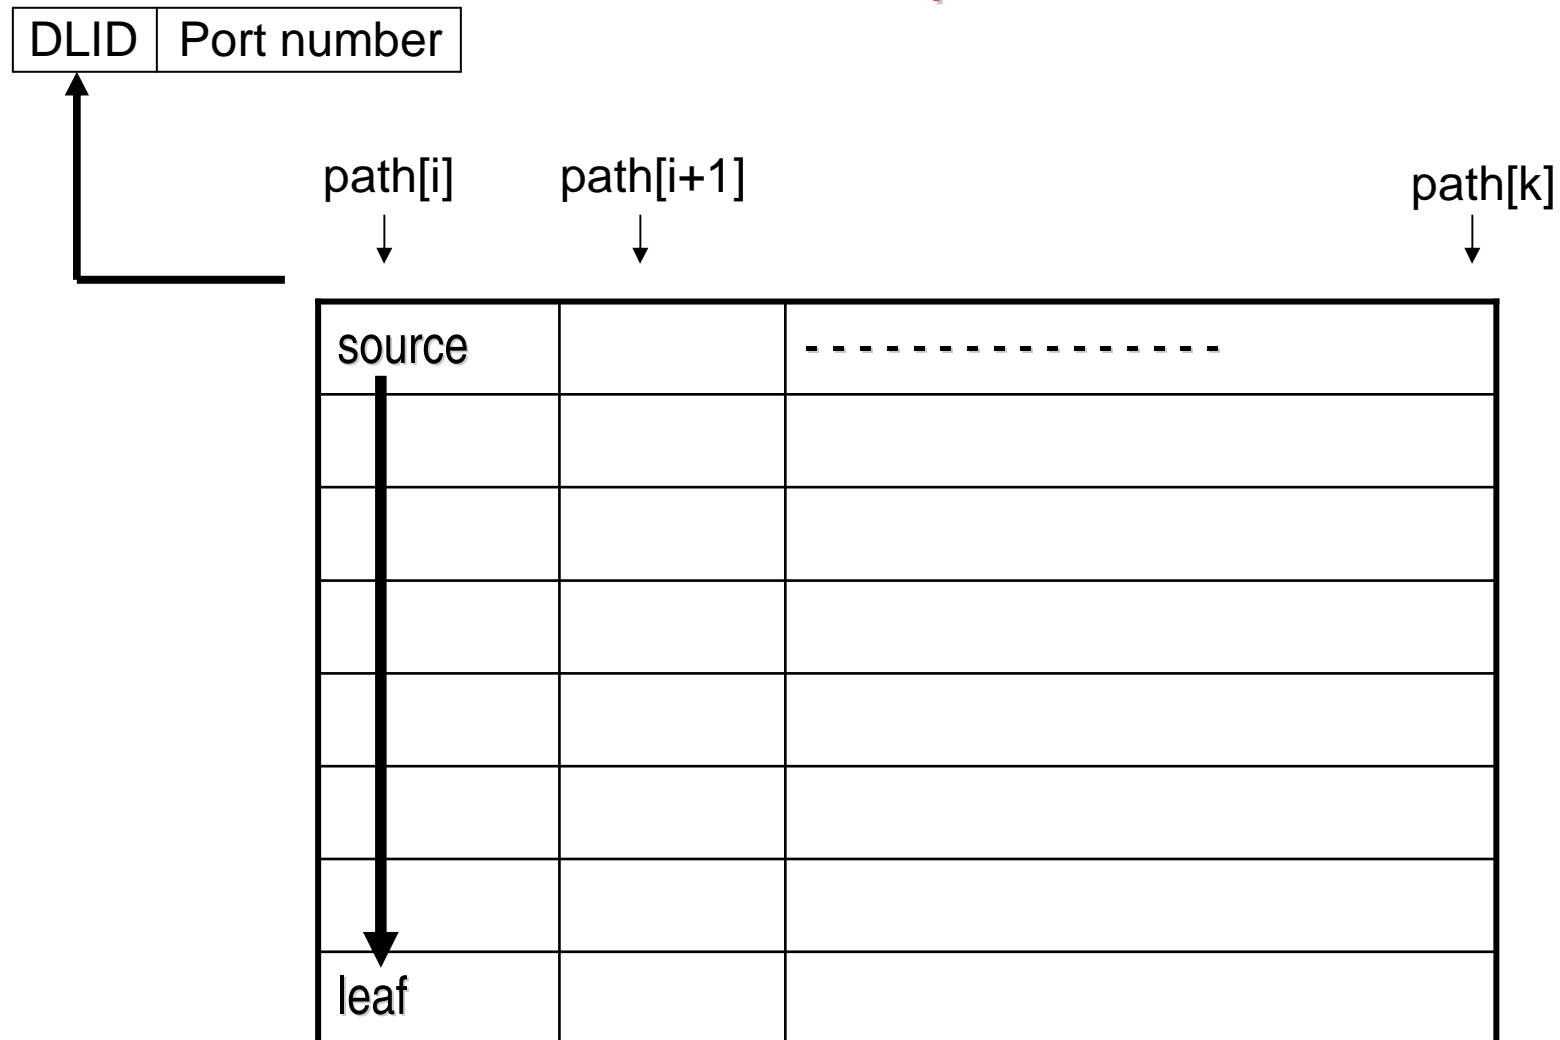 DLID Port number
path[i] path[i+1] path[k]
source - - - - - - - - - - - - - - - -
leaf